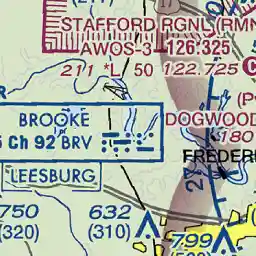 STAFFORD RGNL (RMN
AWOS-3 126.325
211 *L 50 122.725 C
BROOKE
DOGWOOD
Ch 92 BRV
180
FREDER
LEESBURG
750 632
(320) (310) 799